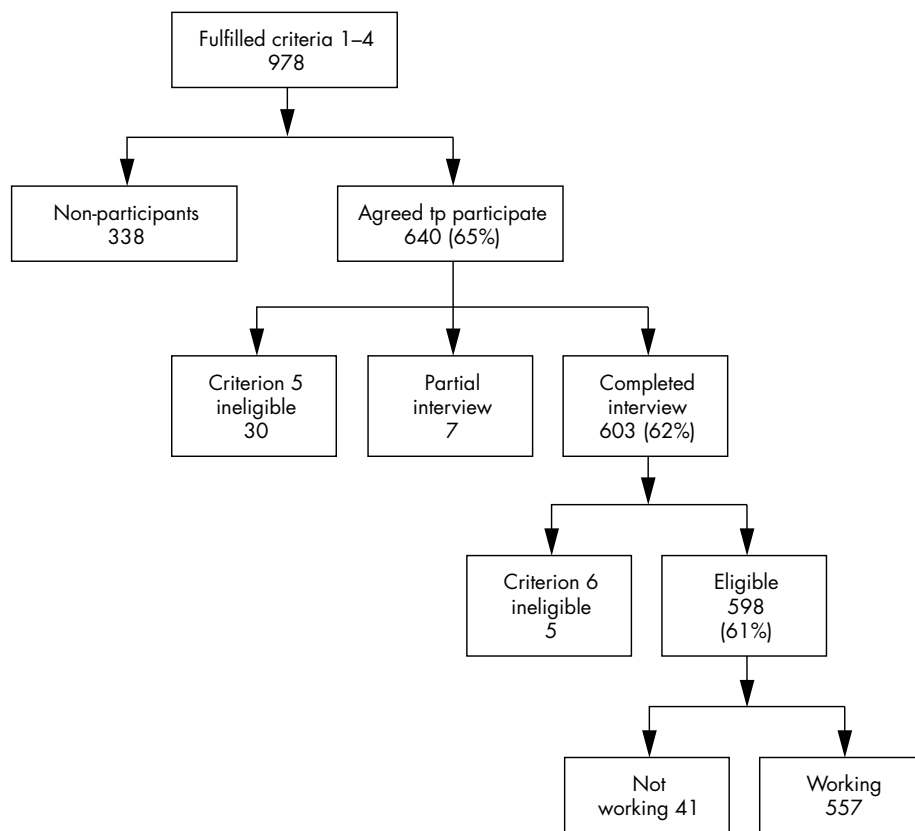 Fulfilled criteria 1–4
978
Non-participants
338
Agreed tp participate
640 (65%)
Criterion 5
ineligible
30
Partial
interview
7
Completed
interview
603 (62%)
Criterion 6
ineligible
5
Eligible
598
(61%)
Not
working 41
Working
557